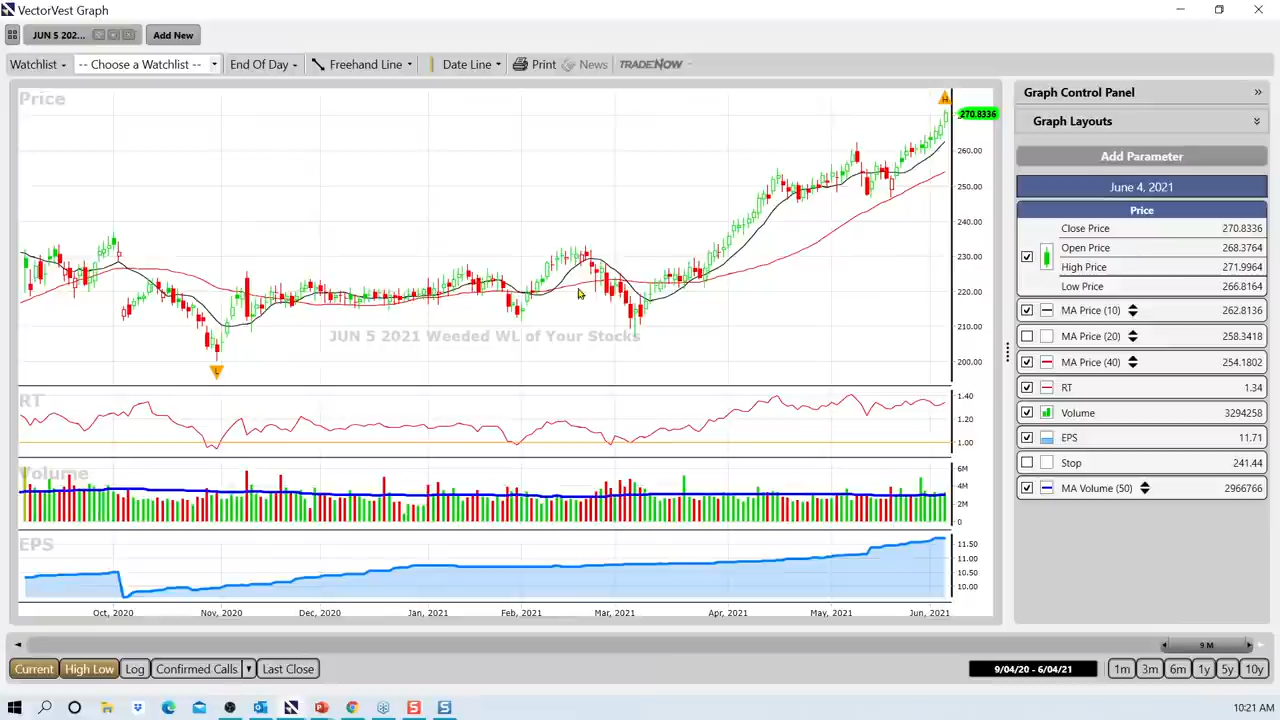 VectorVest Graph
JUN 5 202...
Add New
Watchlist
-- Choose a Watchlist --
End Of Day
Freehand Line
Date Line
Print
News
TRADENOW
Price
270.8336
260.00
250.00
240.00
230.00
220.00
210.00
200.00
H
L
JUN 5 2021 Weeded WL of Your Stocks
RT
1.40
1.20
1.00
Volume
6M
4M
2M
0
EPS
11.50
11.00
10.50
10.00
Oct, 2020
Nov, 2020
Dec, 2020
Jan, 2021
Feb, 2021
Mar, 2021
Apr, 2021
May, 2021
Jun, 2021
Graph Control Panel
Graph Layouts
Add Parameter
June 4, 2021
Price
Close Price 270.8336
Open Price 268.3764
High Price 271.9964
Low Price 266.8164
MA Price (10) 262.8136
MA Price (20) 258.3418
MA Price (40) 254.1802
RT 1.34
Volume 3294258
EPS 11.71
Stop 241.44
MA Volume (50) 2966766
9 M
Current
High Low
Log
Confirmed Calls
Last Close
9/04/20 - 6/04/21
1m
3m
6m
1y
5y
10y
10:21 AM